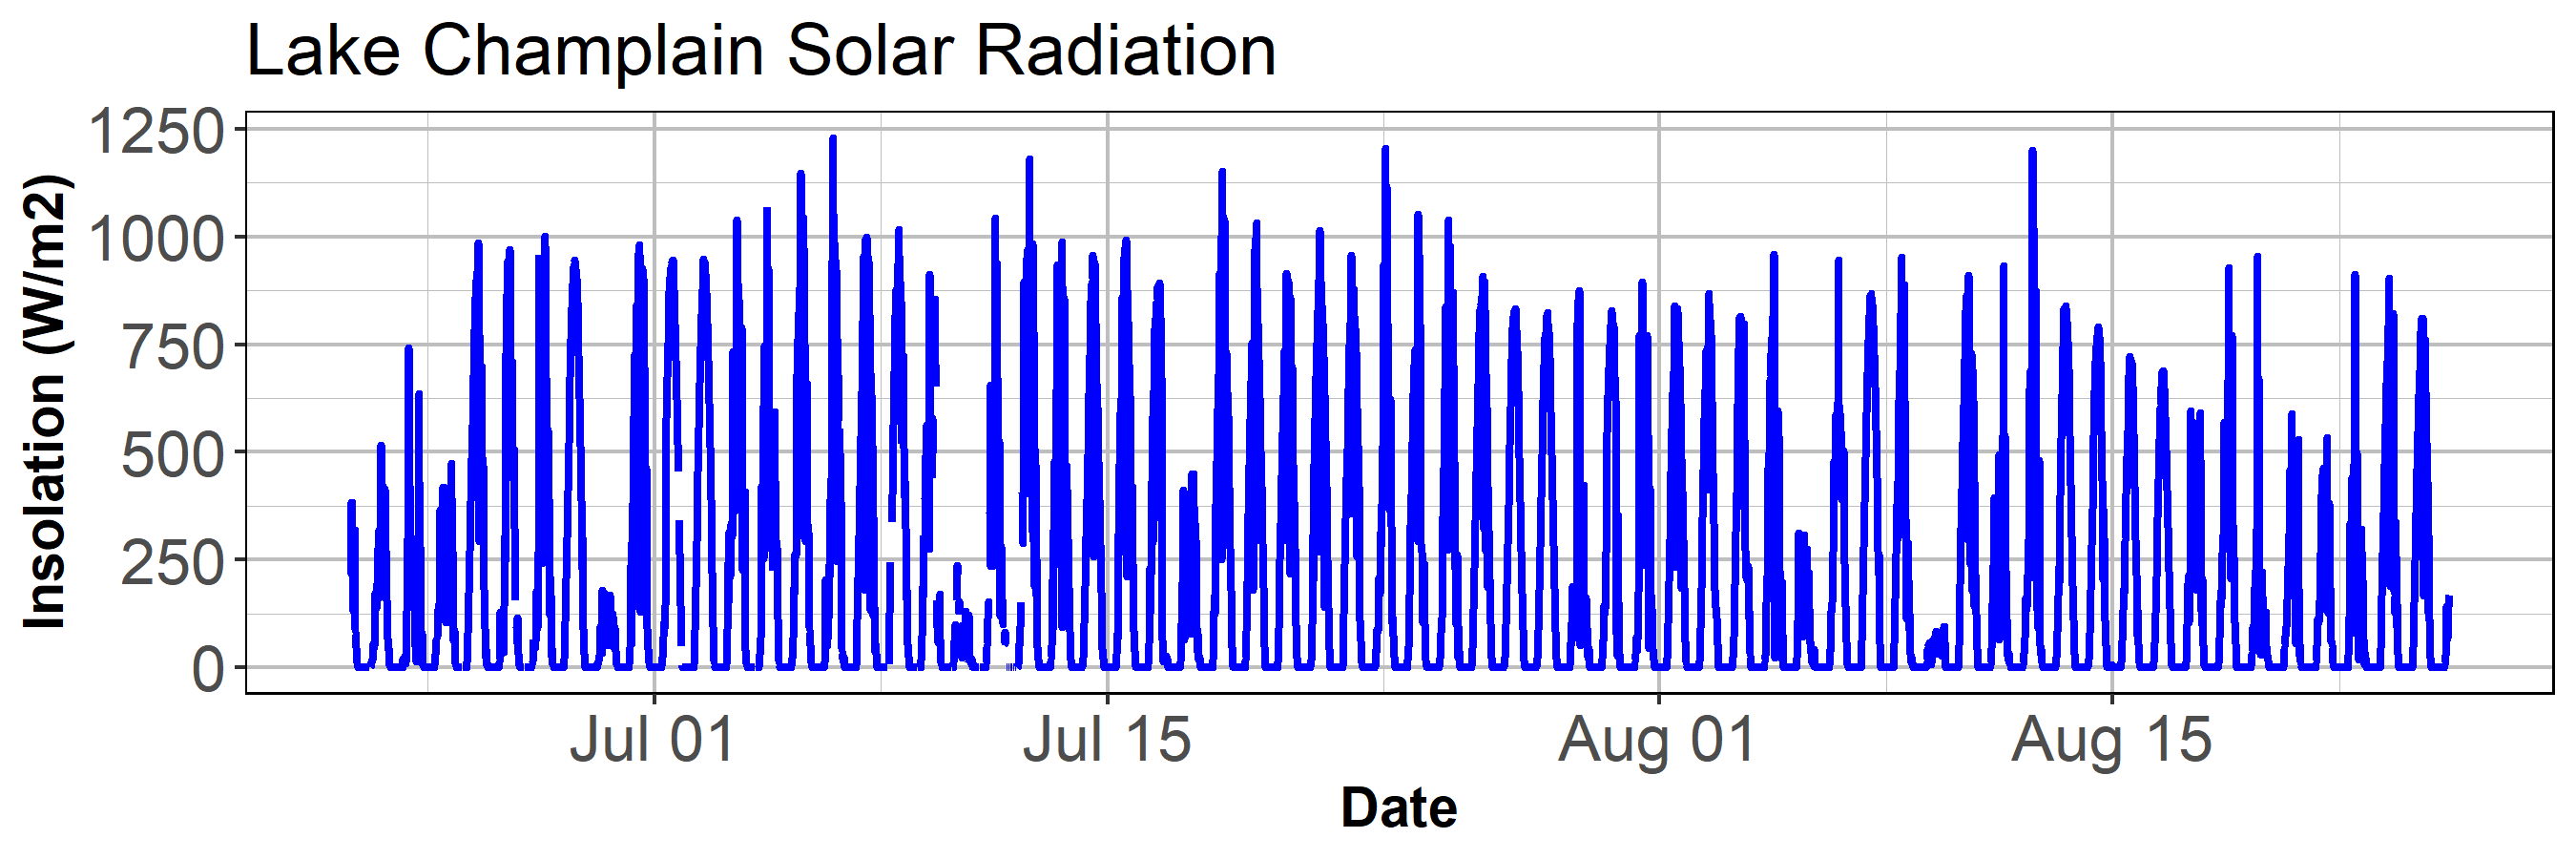 Lake Champlain Solar Radiation
1250
1000
750
500
250
0
Insolation (W/m2)
Jul 01 Jul 15 Aug 01 Aug 15
Date